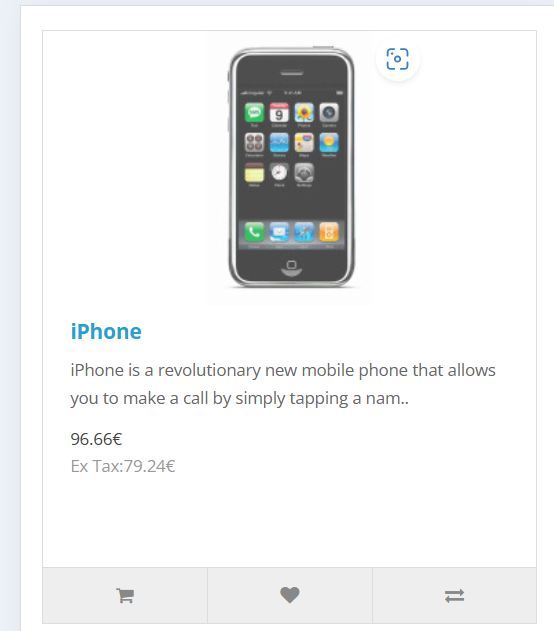 9
iPhone
iPhone is a revolutionary new mobile phone that allows
you to make a call by simply tapping a nam..
96.66€
Ex Tax:79.24€